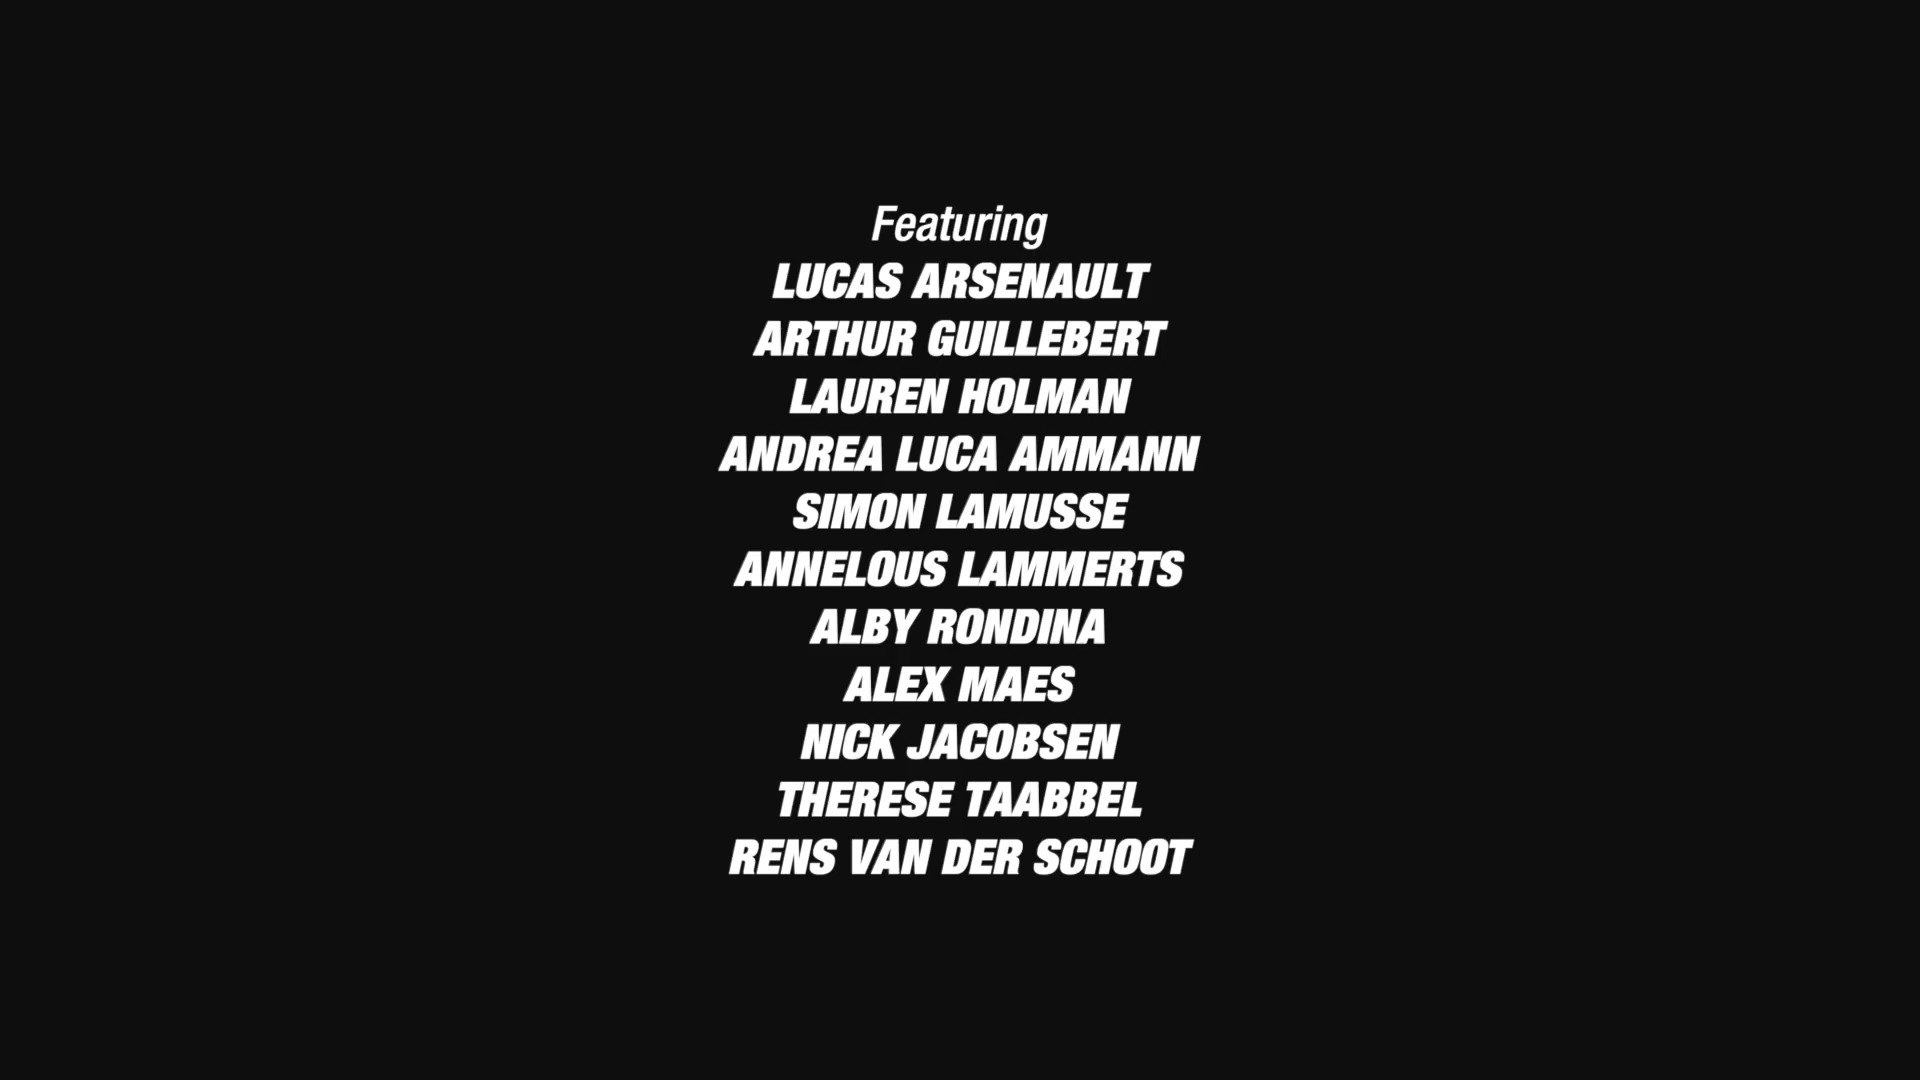 Featuring
LUCAS ARSENAULT
ARTHUR GUILLEBERT
LAUREN HOLMAN
ANDREA LUCA AMMANN
SIMON LAMUSSE
ANNELOUS LAMMERTS
ALBY RONDINA
ALEX MAES
NICK JACOBSEN
THERESE TAABBEL
RENS VAN DER SCHOOT